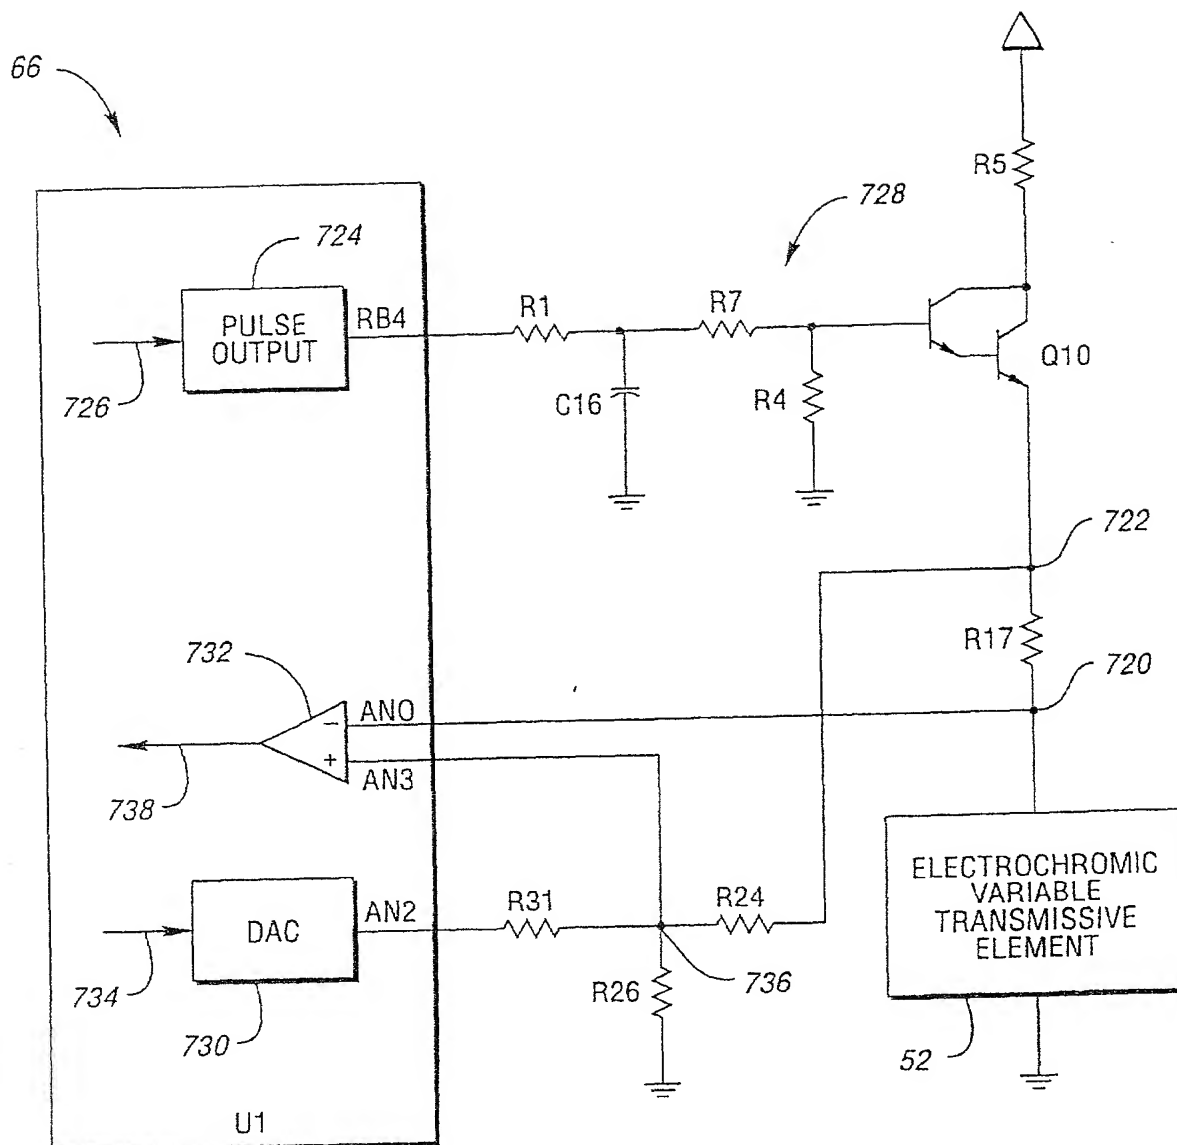 66
R5
728
724
PULSE
OUTPUT
RB4
R1
R7
Q10
726
C16
R4
722
R17
732
720
AN0
−
+
AN3
738
ELECTROCHROMIC
VARIABLE
TRANSMISSIVE
ELEMENT
DAC
AN2
R31
R24
734
R26
736
730
52
U1